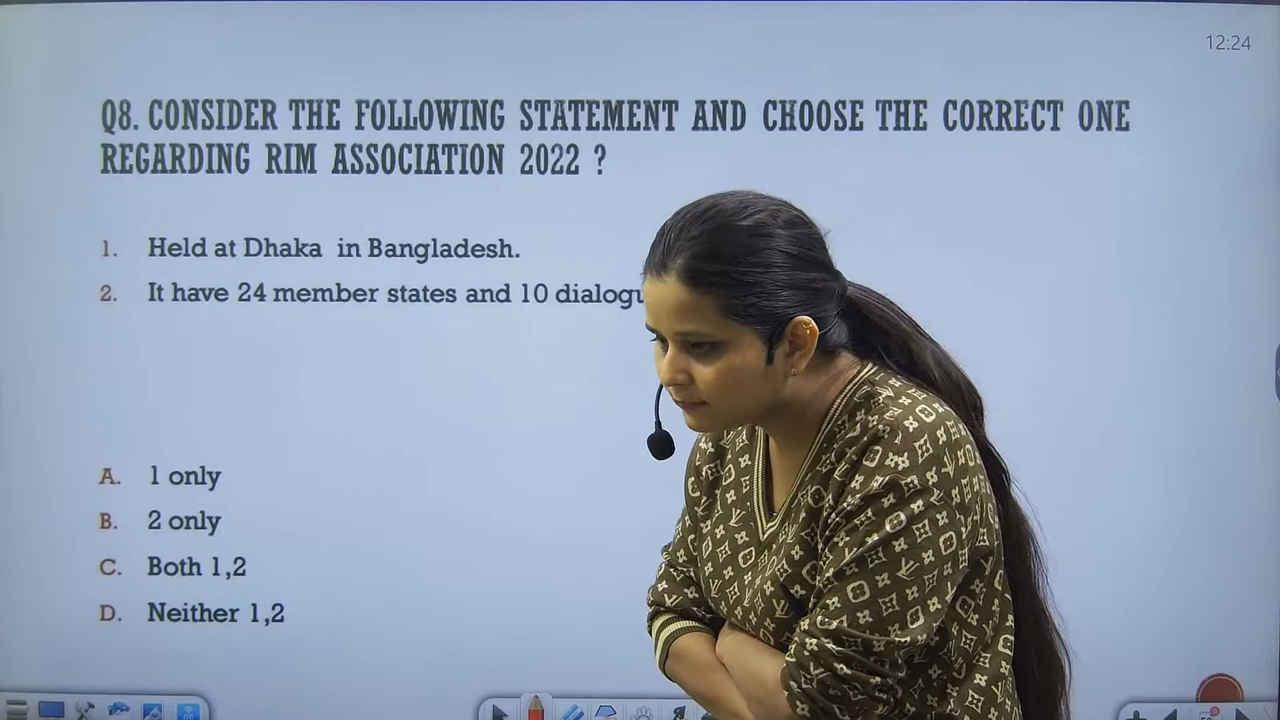 12:24
Q8. CONSIDER THE FOLLOWING STATEMENT AND CHOOSE THE CORRECT ONE
REGARDING RIM ASSOCIATION 2022 ?
1. Held at Dhaka in Bangladesh.
2. It have 24 member states and 10
A. 1 only
B. 2 only
C. Both 1,2
D. Neither 1,2